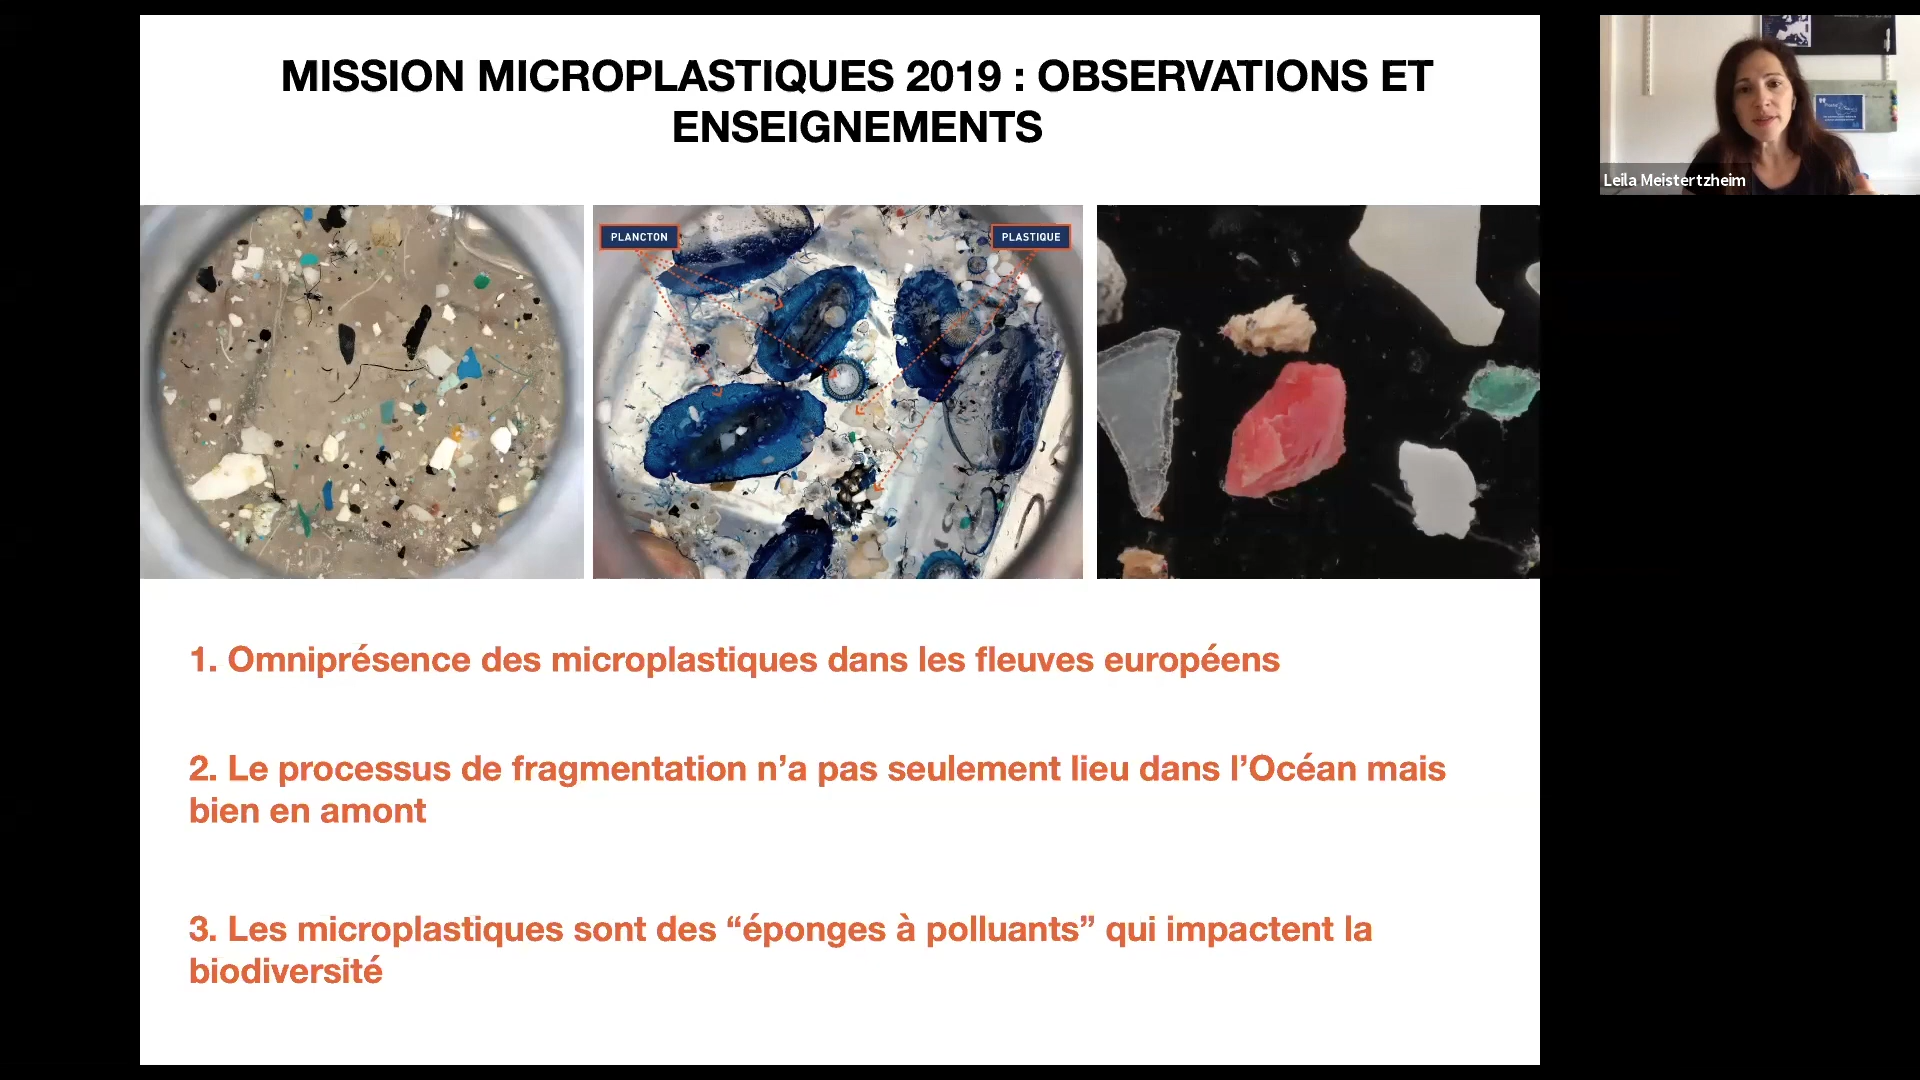 MISSION MICROPLASTIQUES 2019 : OBSERVATIONS ET
ENSEIGNEMENTS
Leila Meistertzheim
PLANCTON
PLASTIQUE
1. Omniprésence des microplastiques dans les fleuves européens
2. Le processus de fragmentation n’a pas seulement lieu dans l’Océan mais
bien en amont
3. Les microplastiques sont des “éponges à polluants” qui impactent la
biodiversité